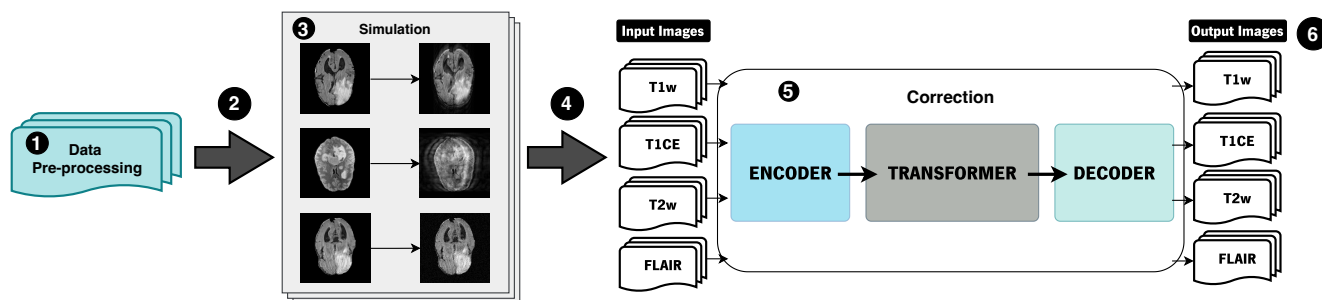 1
Data
Pre-processing
2
3
Simulation
4
Input Images
T1w
T1CE
T2w
FLAIR
5
Correction
ENCODER
TRANSFORMER
DECODER
Output Images
6
T1w
T1CE
T2w
FLAIR